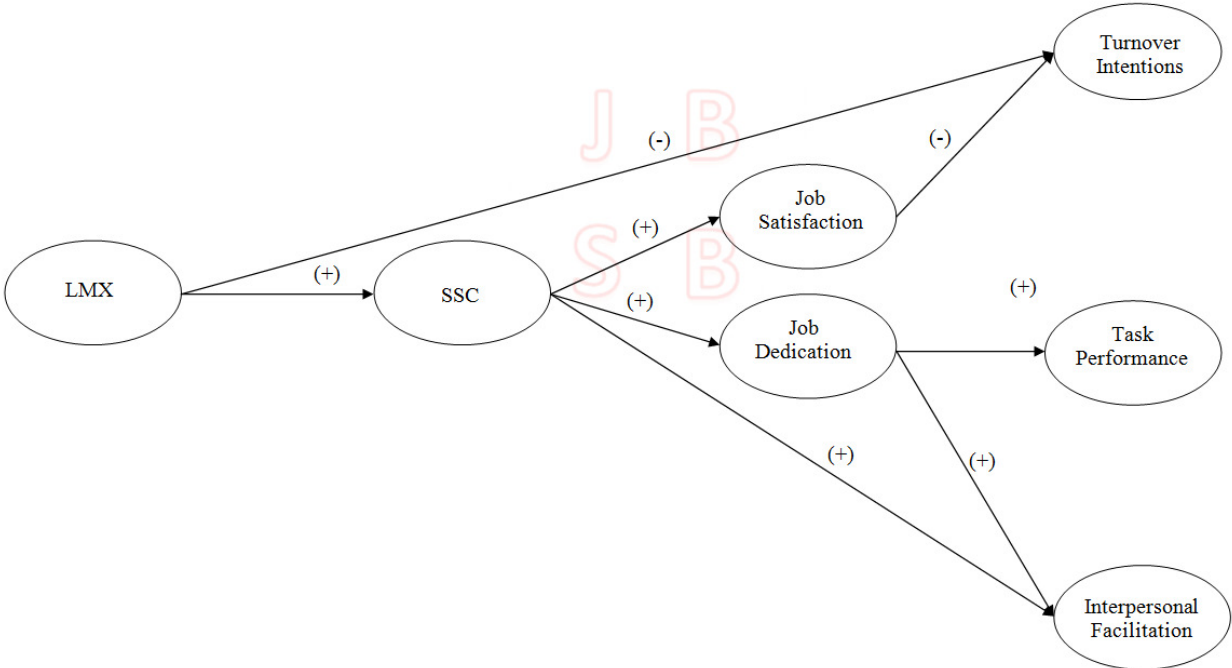 Turnover
Intentions
J B
(-)
(-)
Job
Satisfaction
(+)
S B
LMX
(+)
SSC
(+)
(+)
Job
Dedication
Task
Performance
(+)
(+)
Interpersonal
Facilitation